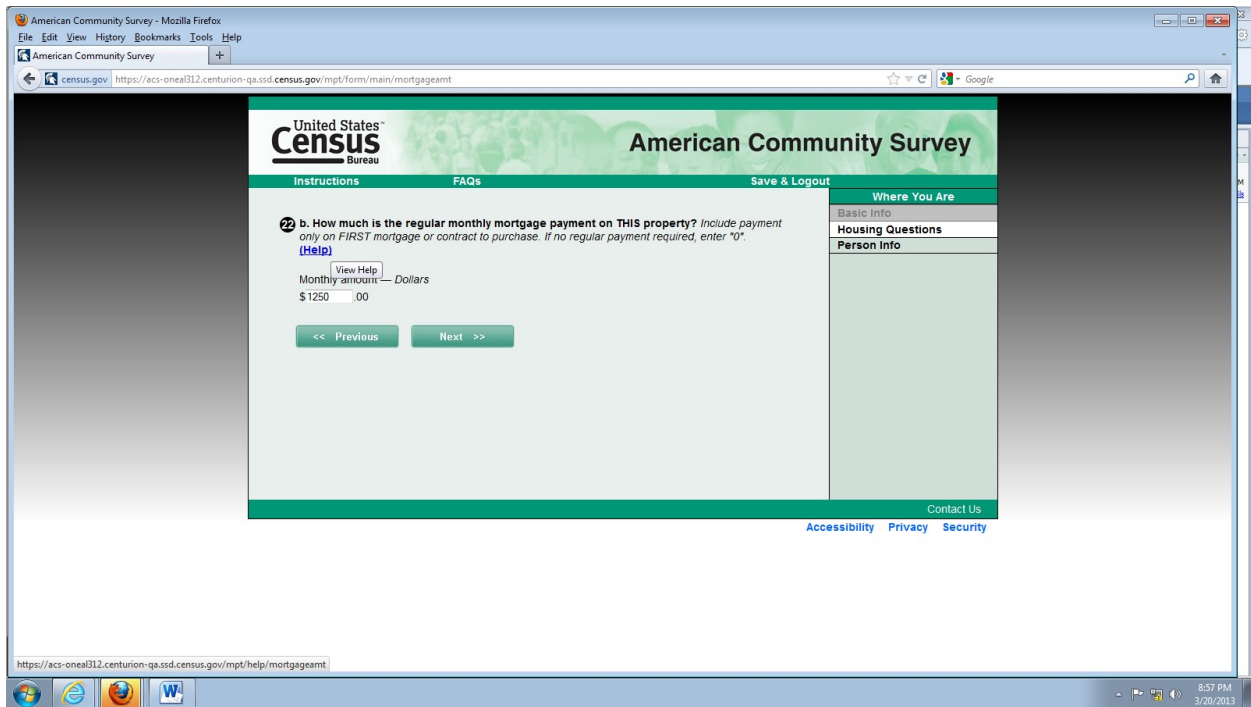 American Community Survey - Mozilla Firefox
File Edit View History Bookmarks Tools Help
American Community Survey +
census.gov https://acs-oneal312.centurion-qa.ssd.census.gov/mpt/form/main/mortgageamt Google
United States™
Census
Bureau
American Community Survey
Instructions FAQs Save & Logout
Where You Are
Basic Info
Housing Questions
Person Info
22 b. How much is the regular monthly mortgage payment on THIS property? Include payment
only on FIRST mortgage or contract to purchase. If no regular payment required, enter "0".
(Help)
View Help
Monthly amount — Dollars
$ 1250 .00
<< Previous Next >>
Contact Us
Accessibility Privacy Security
https://acs-oneal312.centurion-qa.ssd.census.gov/mpt/help/mortgageamt
W
8:57 PM
3/20/2013